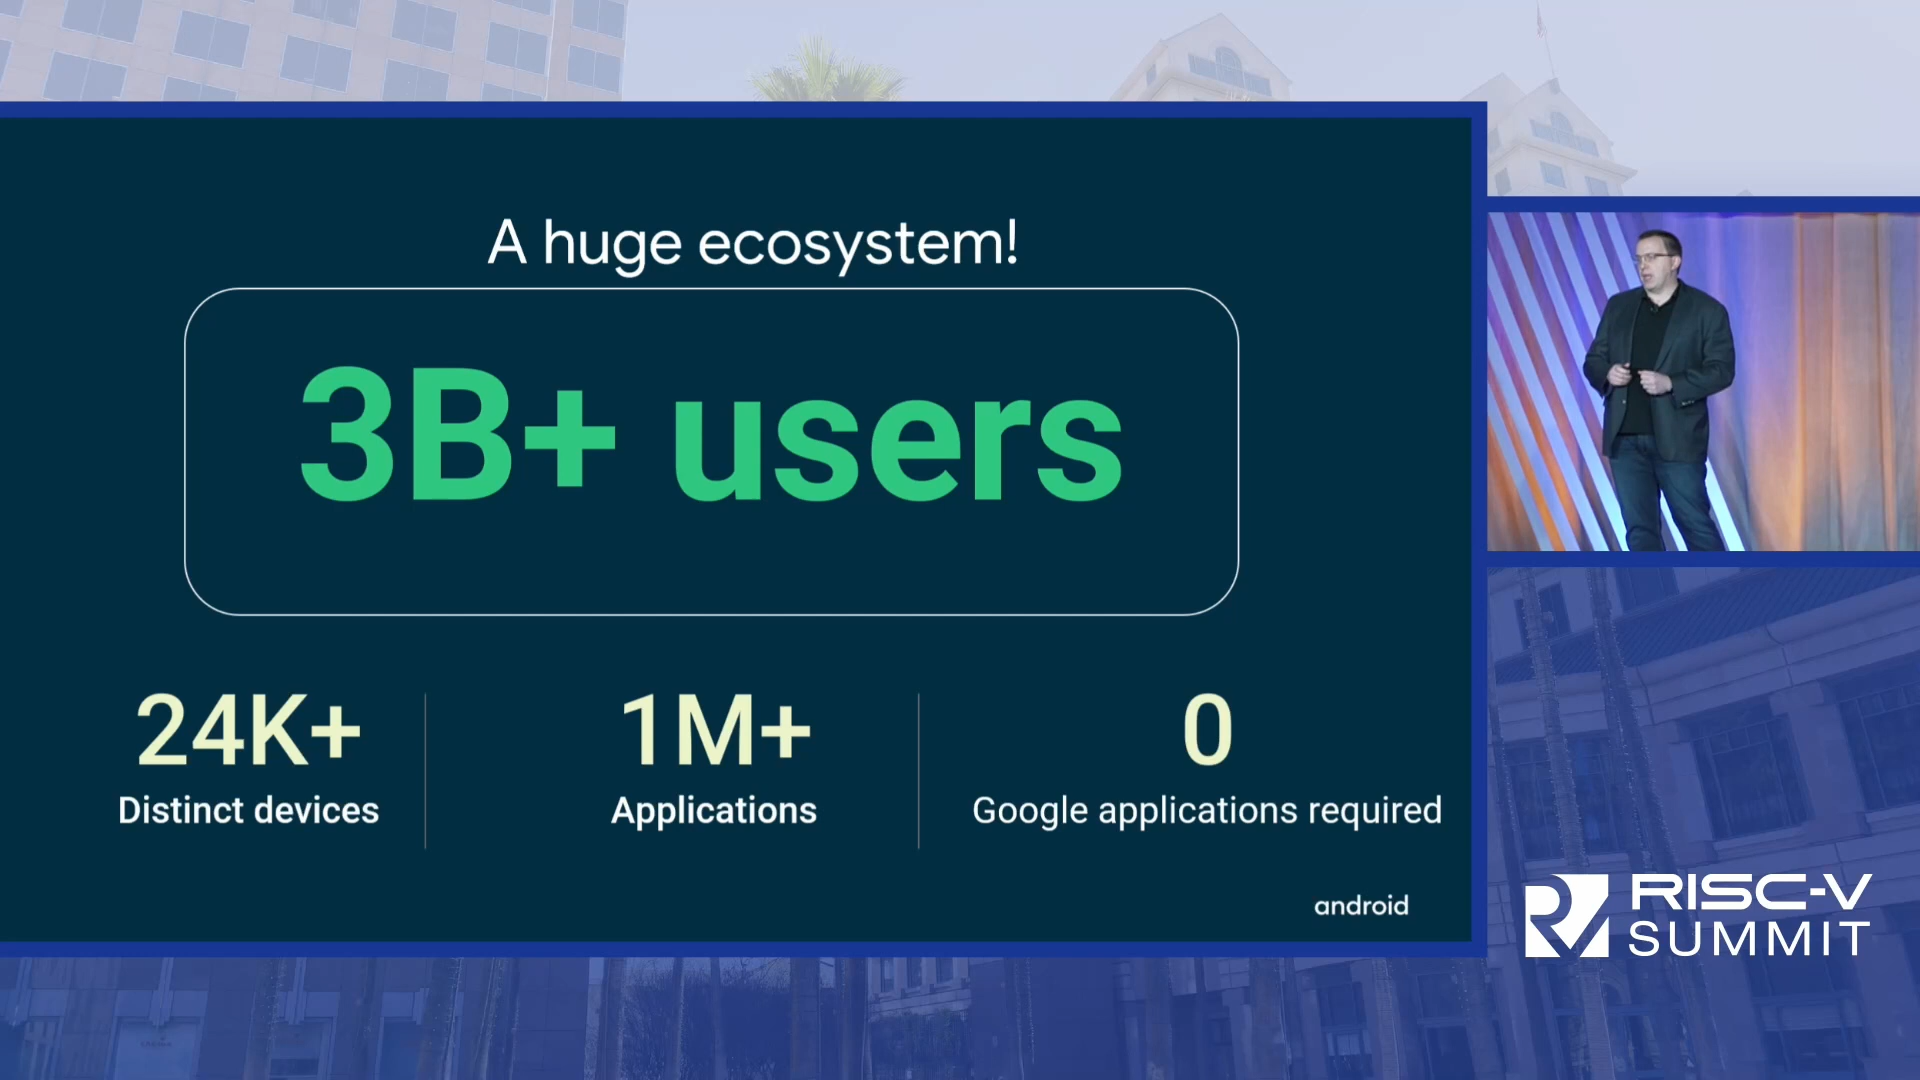 A huge ecosystem!
3B+ users
24K+
Distinct devices
1M+
Applications
0
Google applications required
android
RISC-V
SUMMIT